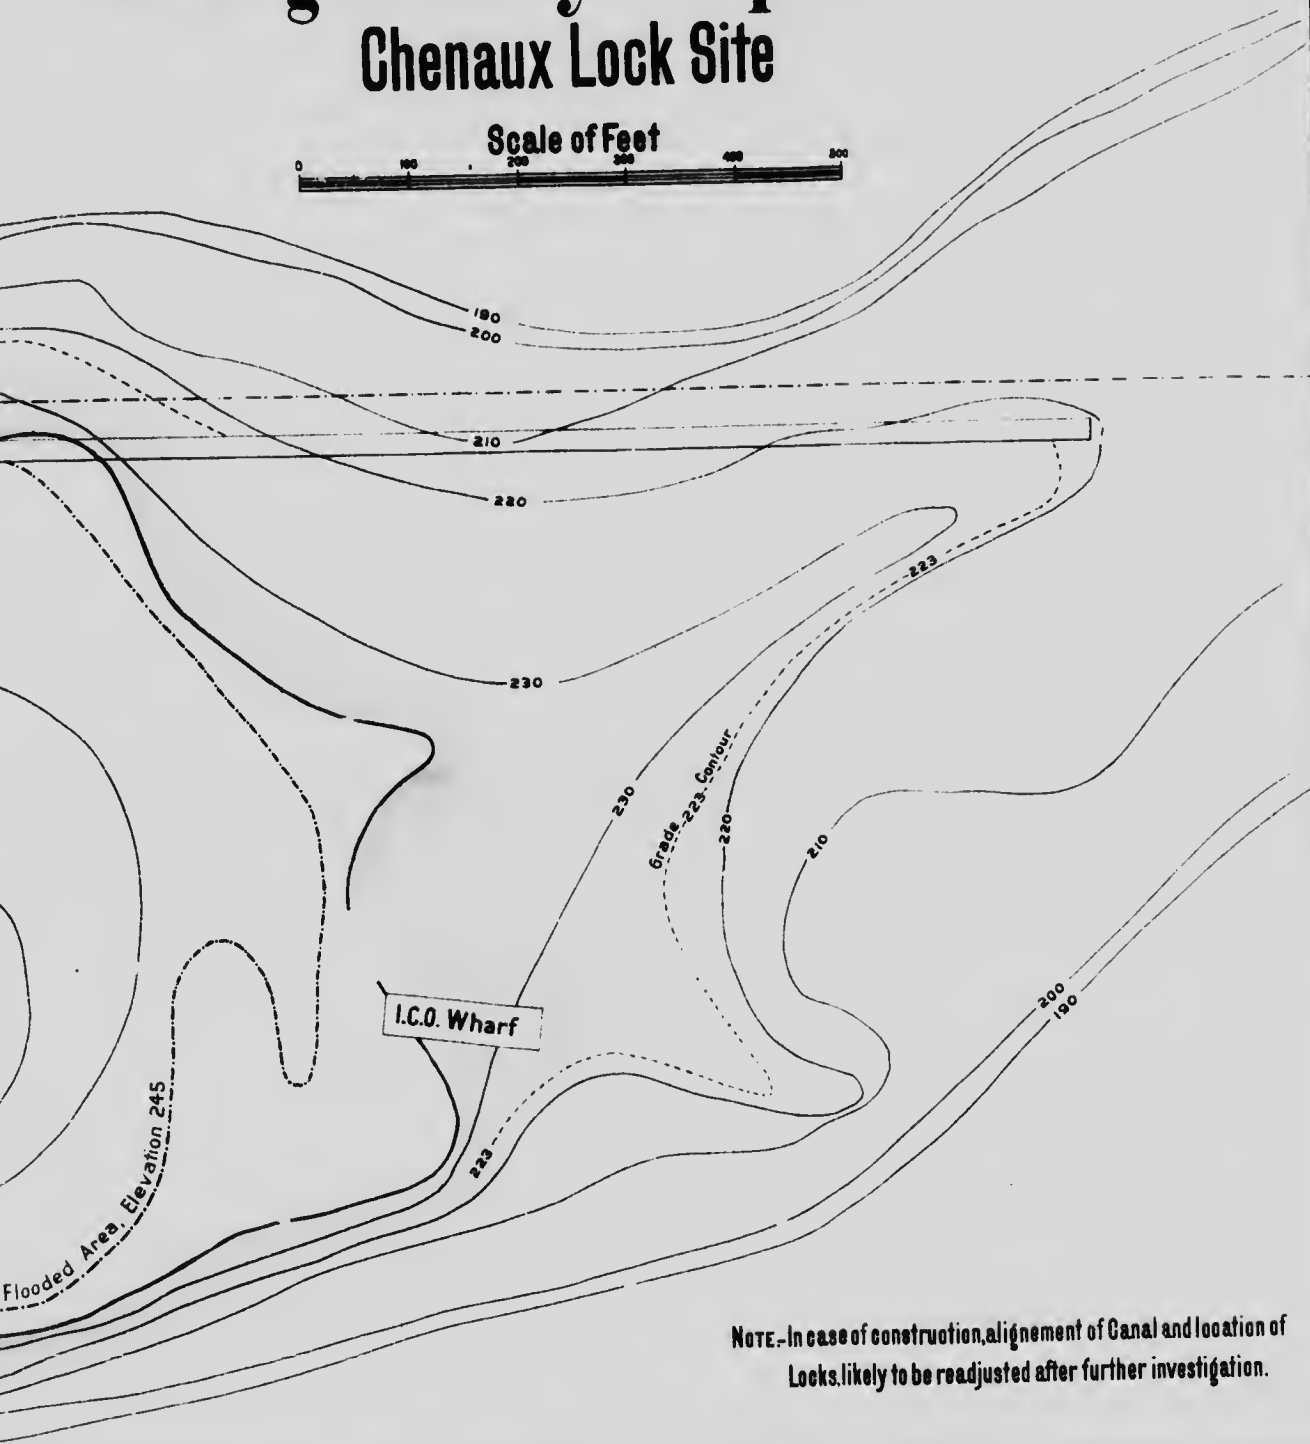 Chenaux Lock Site
Scale of Feet
0 100 200 300 400 500
190
200
210
220
223
230
Grade -223- Contour
230
220
210
200
190
I.C.O. Wharf
223
Flooded Area, Elevation 245
NOTE.-In case of construction, alignement of Canal and location of
Locks, likely to be readjusted after further investigation.